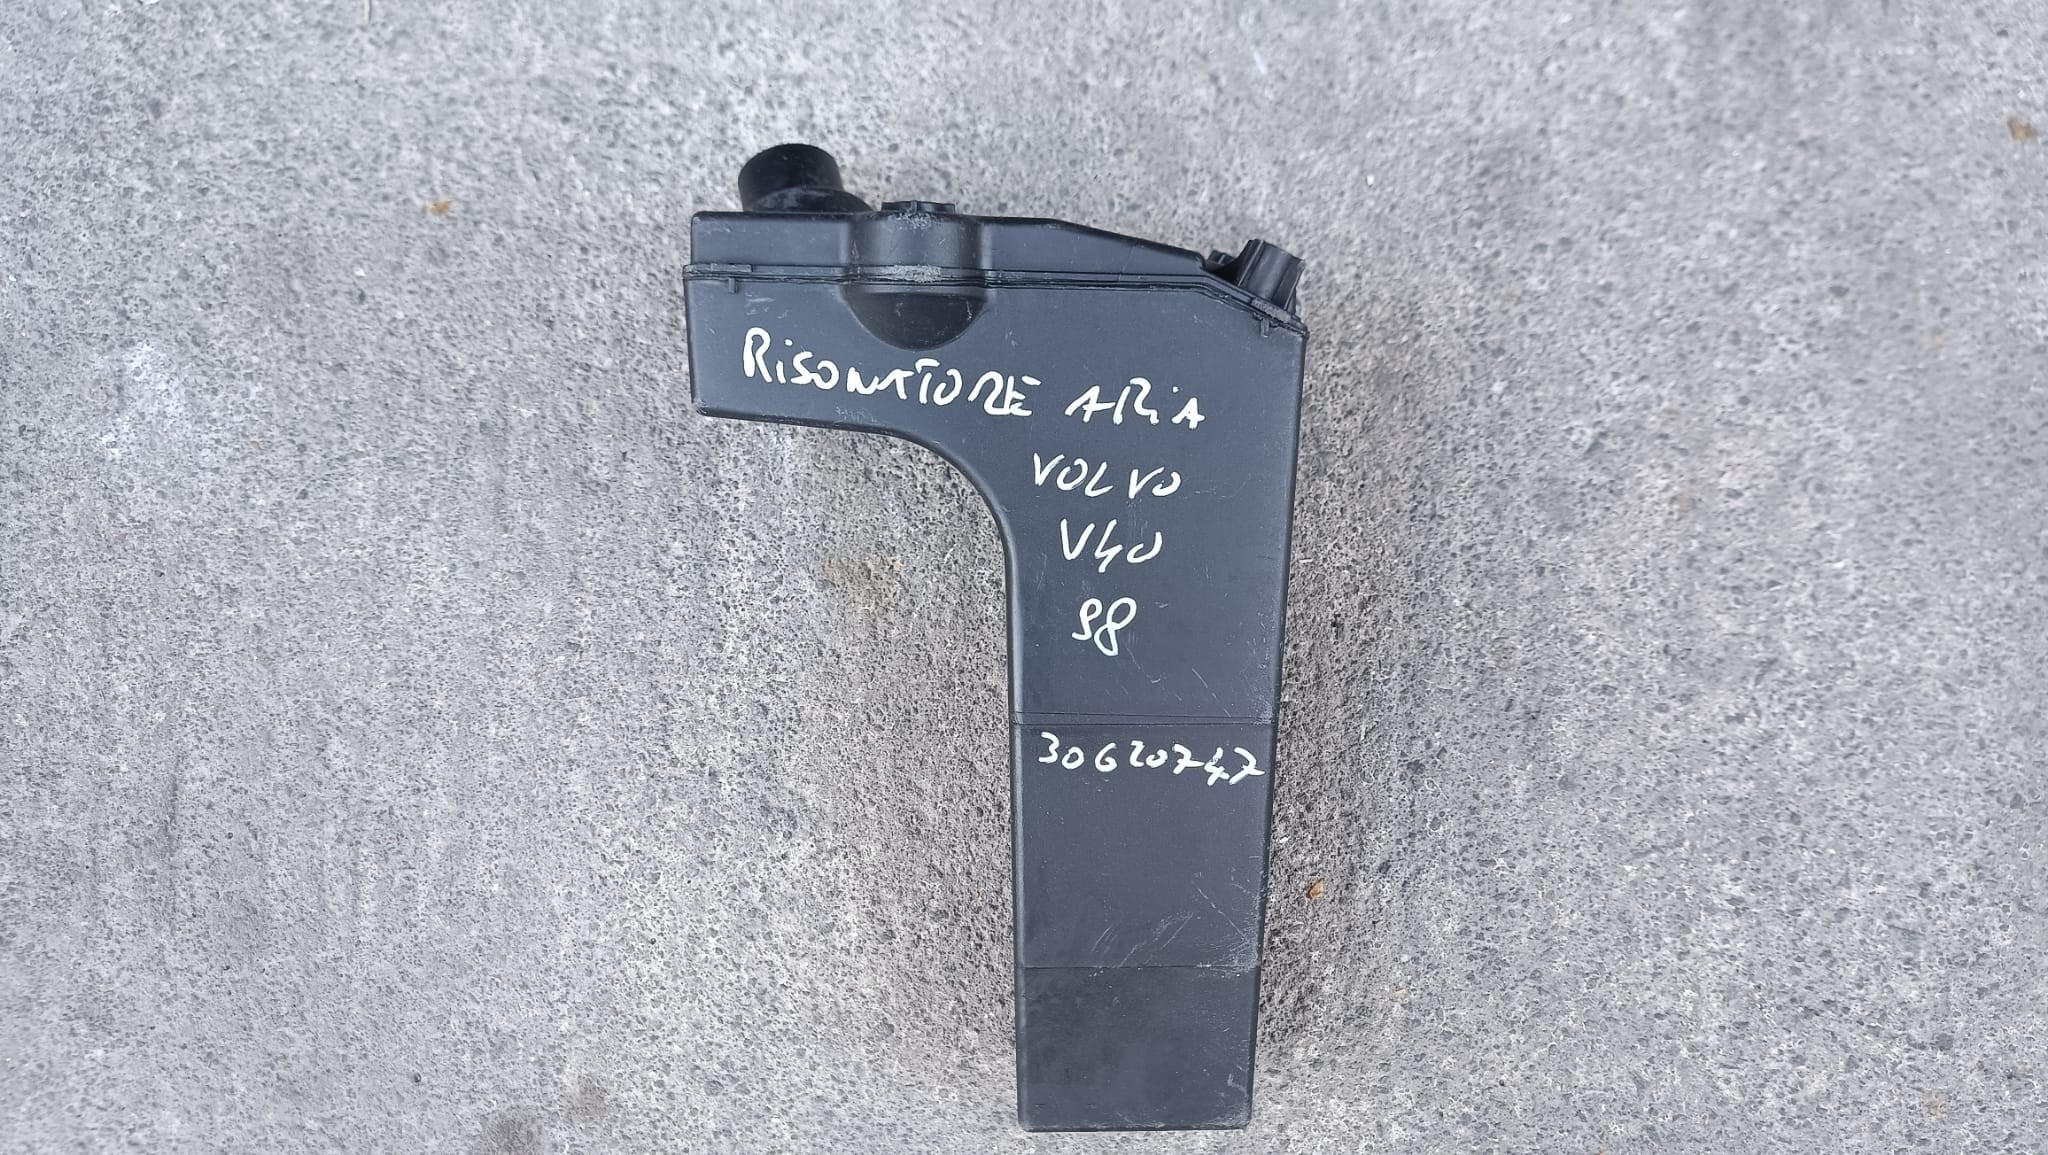 RISONATORE ARIA
VOLVO
V40
98
30620747